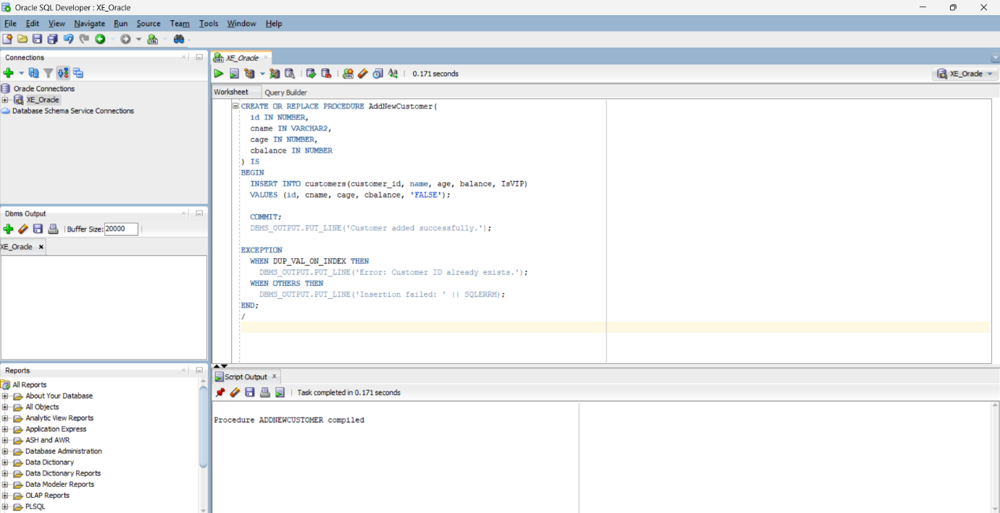 Oracle SQL Developer : XE_Oracle
File Edit View Navigate Run Source Team Tools Window Help
Connections
Oracle Connections
XE_Oracle
Database Schema Service Connections
Dbms Output
Buffer Size: 20000
XE_Oracle
Reports
All Reports
About Your Database
All Objects
Analytic View Reports
Application Express
ASH and AWR
Database Administration
Data Dictionary
Data Dictionary Reports
Data Modeler Reports
OLAP Reports
PLSQL
XE_Oracle
0.171 seconds
XE_Oracle
Worksheet Query Builder
CREATE OR REPLACE PROCEDURE AddNewCustomer(
  id IN NUMBER,
  cname IN VARCHAR2,
  cage IN NUMBER,
  cbalance IN NUMBER
) IS
BEGIN
  INSERT INTO customers(customer_id, name, age, balance, IsVIP)
  VALUES (id, cname, cage, cbalance, 'FALSE');
  COMMIT;
  DBMS_OUTPUT.PUT_LINE('Customer added successfully.');
EXCEPTION
  WHEN DUP_VAL_ON_INDEX THEN
    DBMS_OUTPUT.PUT_LINE('Error: Customer ID already exists.');
  WHEN OTHERS THEN
    DBMS_OUTPUT.PUT_LINE('Insertion failed: ' || SQLERRM);
END;
/
Script Output
Task completed in 0.171 seconds
Procedure ADDNEWCUSTOMER compiled